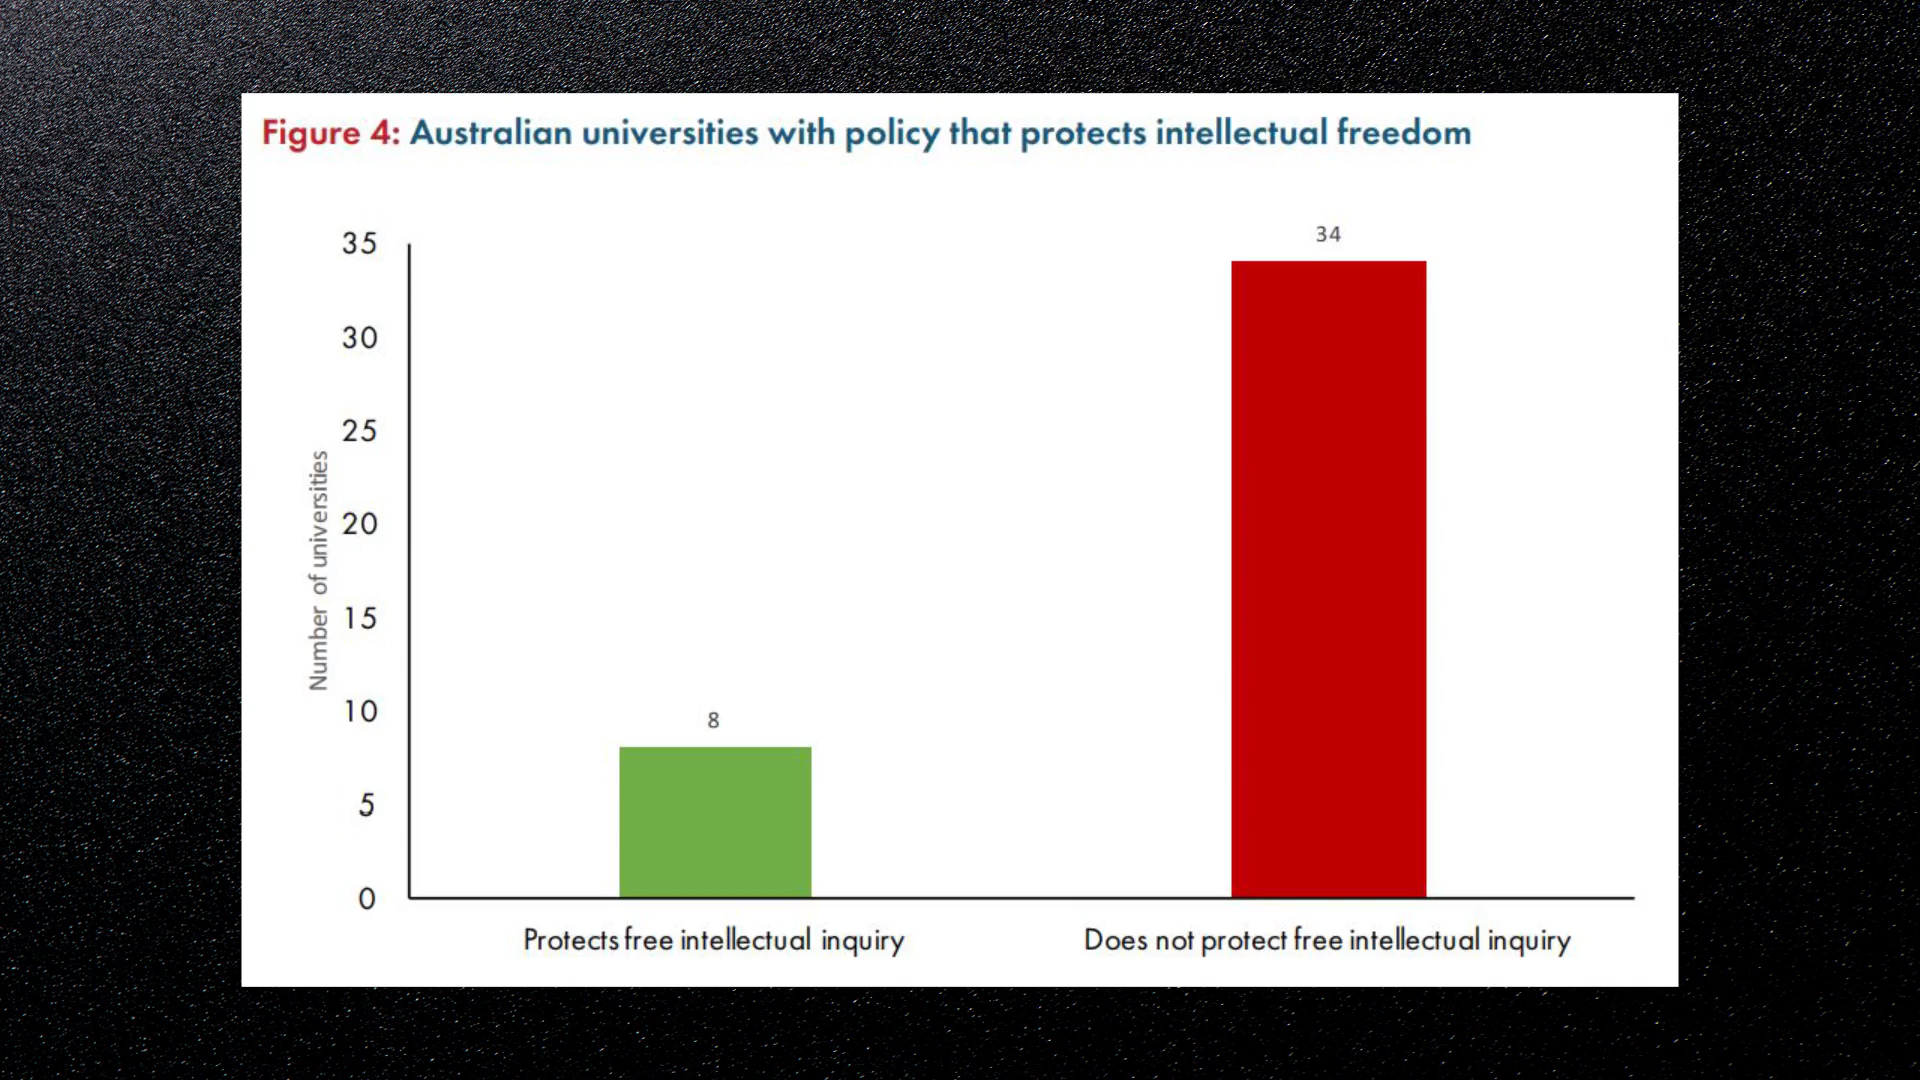 Figure 4: Australian universities with policy that protects intellectual freedom
35
30
25
20
15
10
5
0
Number of universities
8
34
Protects free intellectual inquiry
Does not protect free intellectual inquiry